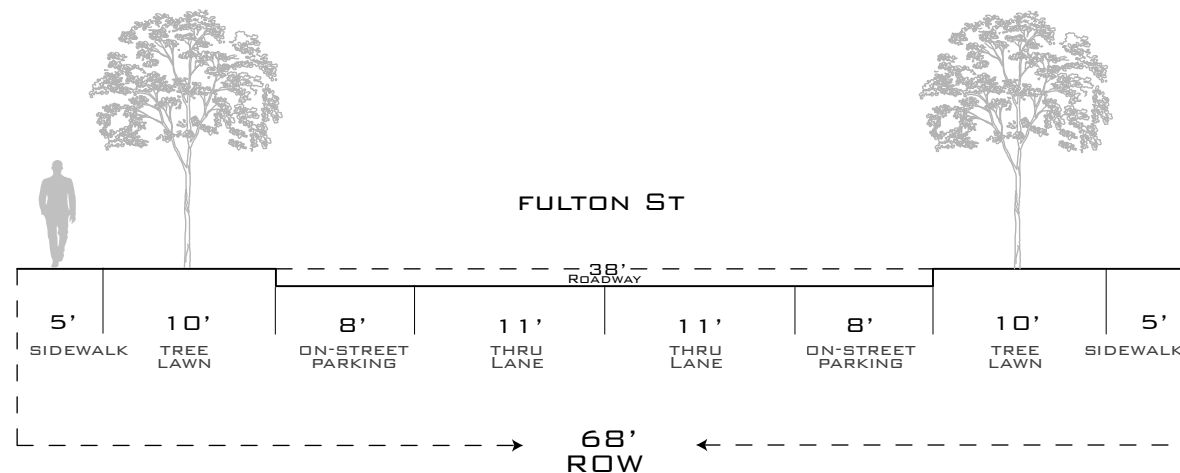 FULTON ST
38'
ROADWAY
5'
SIDEWALK
10'
TREE
LAWN
8'
ON-STREET
PARKING
11'
THRU
LANE
11'
THRU
LANE
8'
ON-STREET
PARKING
10'
TREE
LAWN
5'
SIDEWALK
68'
ROW